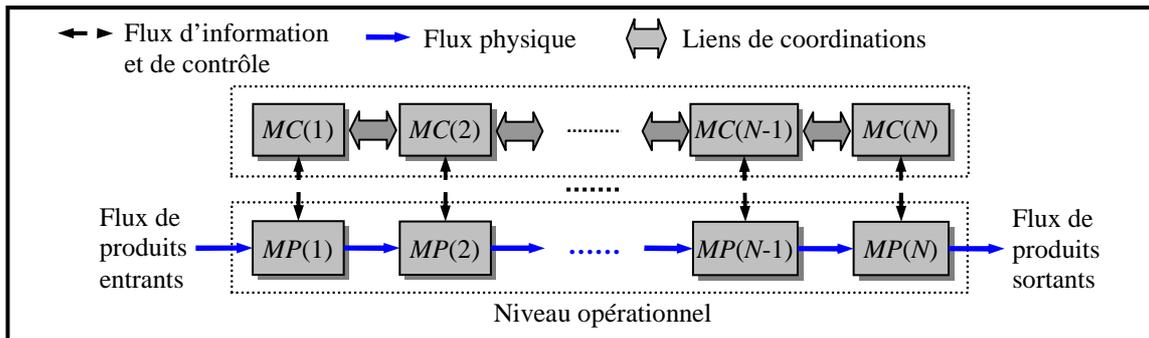 Flux d’information
et de contrôle
Flux physique
Liens de coordinations
MC(1)
MC(2)
..........
MC(N-1)
MC(N)
.......
Flux de
produits
entrants
MP(1)
MP(2)
......
MP(N-1)
MP(N)
Flux de
produits
sortants
Niveau opérationnel